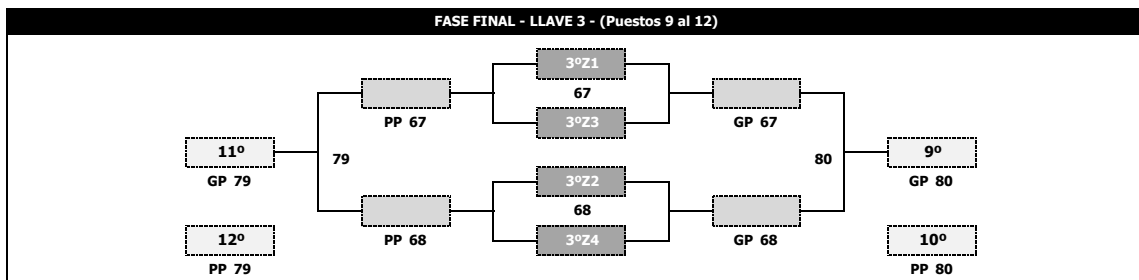 FASE FINAL - LLAVE 3 - (Puestos 9 al 12)
3ºZ1
67
PP 67
3ºZ3
GP 67
11º
79
80
9º
GP 79
3ºZ2
GP 80
68
12º
PP 68
3ºZ4
GP 68
10º
PP 79
PP 80